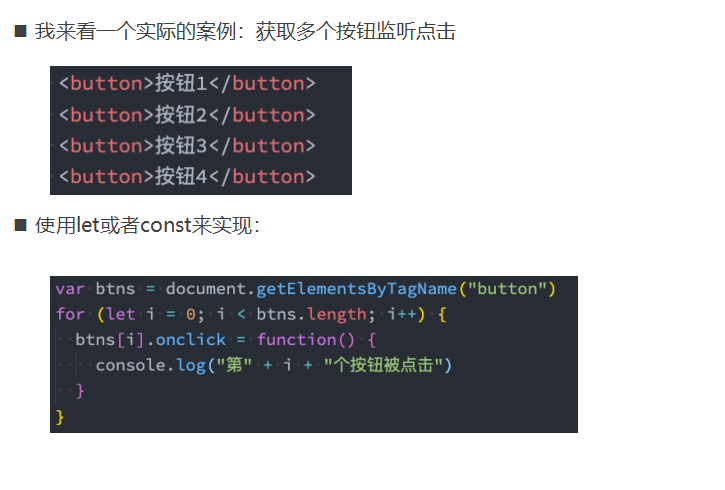 ■ 我来看一个实际的案例：获取多个按钮监听点击
<button>按钮1</button>
<button>按钮2</button>
<button>按钮3</button>
<button>按钮4</button>
■ 使用let或者const来实现：
var btns = document.getElementsByTagName("button")
for (let i = 0; i < btns.length; i++) {
  btns[i].onclick = function() {
    console.log("第" + i + "个按钮被点击")
  }
}